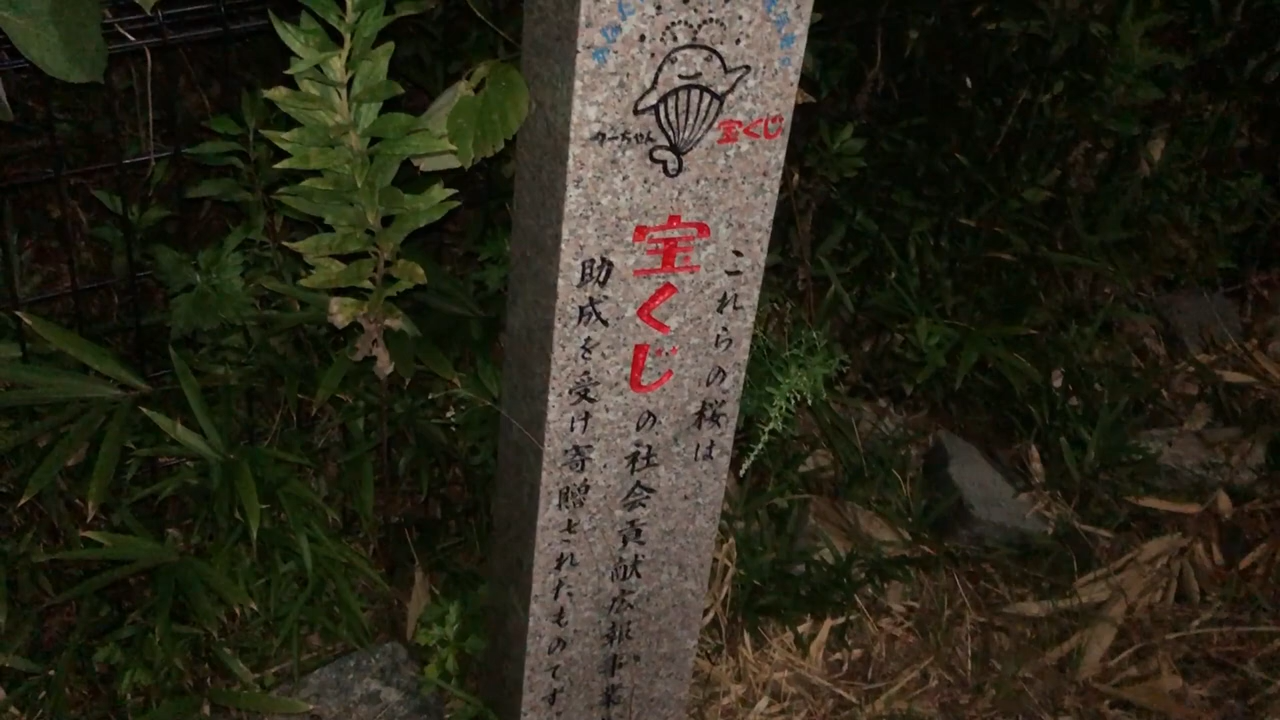 クーちゃん
宝くじ
これらの桜は
宝くじの社会貢献広報事業
助成を受け寄贈されたものです